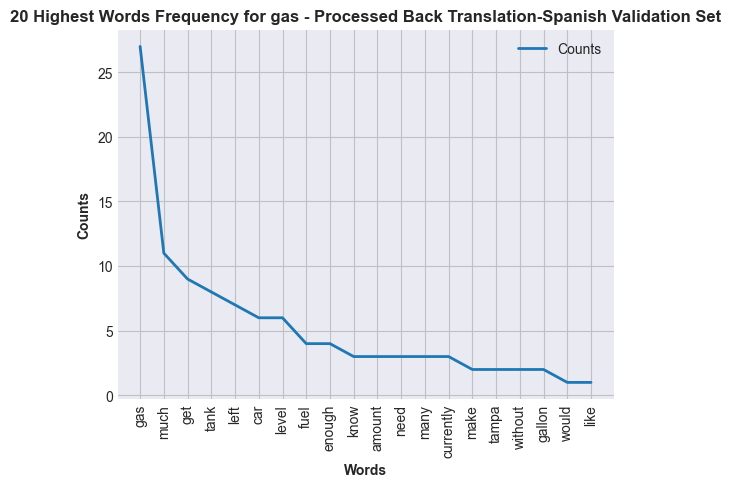 20 Highest Words Frequency for gas - Processed Back Translation-Spanish Validation Set
Counts
25
20
15
10
5
0
Counts
gas
much
get
tank
left
car
level
fuel
enough
know
amount
need
many
currently
make
tampa
without
gallon
would
like
Words